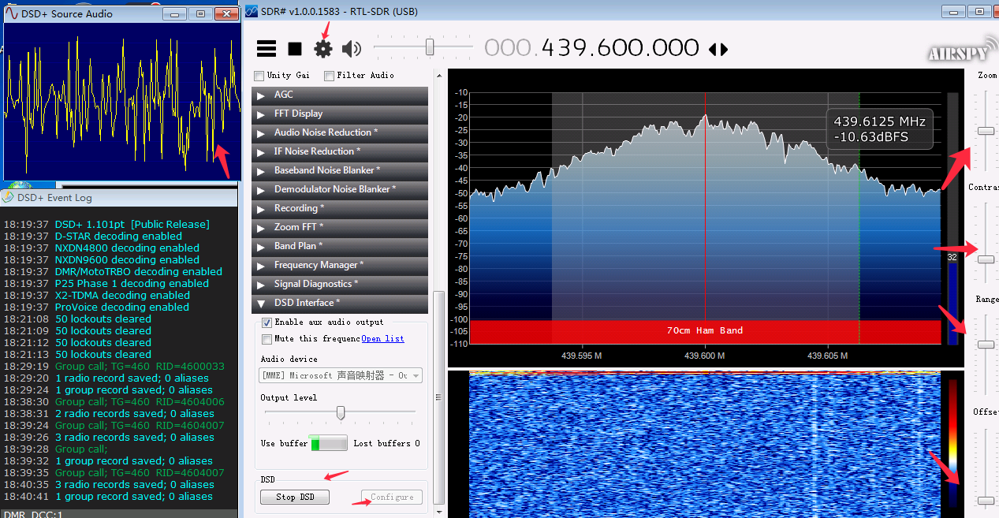 DSD+ Source Audio
SDR# v1.0.0.1583 - RTL-SDR (USB)
000.439.600.000
AIRSPY
Unity Gai
Filter Audio
Zoom
AGC
FFT Display
Audio Noise Reduction *
IF Noise Reduction *
Baseband Noise Blanker *
Demodulator Noise Blanker *
Recording *
Zoom FFT *
Band Plan *
Frequency Manager *
Signal Diagnostics *
DSD Interface *
Enable aux audio output
Mute this frequenc Open list
Audio device
[MME] Microsoft 声音映射器 - Ou
Output level
Use buffer
Lost buffers 0
DSD
Stop DSD
Configure
-10
-15
-20
-25
-30
-35
-40
-45
-50
-55
-60
-65
-70
-75
-80
-85
-90
-95
-100
-105
-110
439.6125 MHz
-10.63dBFS
70cm Ham Band
439.595 M
439.600 M
439.605 M
32
Contras
Range
Offse
DSD+ Event Log
18:19:37 DSD+ 1.101pt [Public Release]
18:19:37 D-STAR decoding enabled
18:19:37 NXDN4800 decoding enabled
18:19:37 NXDN9600 decoding enabled
18:19:37 DMR/MotoTRBO decoding enabled
18:19:37 P25 Phase 1 decoding enabled
18:19:37 X2-TDMA decoding enabled
18:19:37 ProVoice decoding enabled
18:21:08 50 lockouts cleared
18:21:09 50 lockouts cleared
18:21:12 50 lockouts cleared
18:21:13 50 lockouts cleared
18:29:19 Group call; TG=460 RID=4600033
18:29:20 1 radio record saved; 0 aliases
18:29:24 1 group record saved; 0 aliases
18:38:30 Group call; TG=460 RID=4604006
18:38:31 2 radio records saved; 0 aliases
18:39:24 Group call; TG=460 RID=4604007
18:39:26 3 radio records saved; 0 aliases
18:39:28 Group call;
18:39:32 1 group record saved; 0 aliases
18:39:35 Group call; TG=460 RID=4604007
18:40:35 3 radio records saved; 0 aliases
18:40:41 1 group record saved; 0 aliases
DMR DCC:1